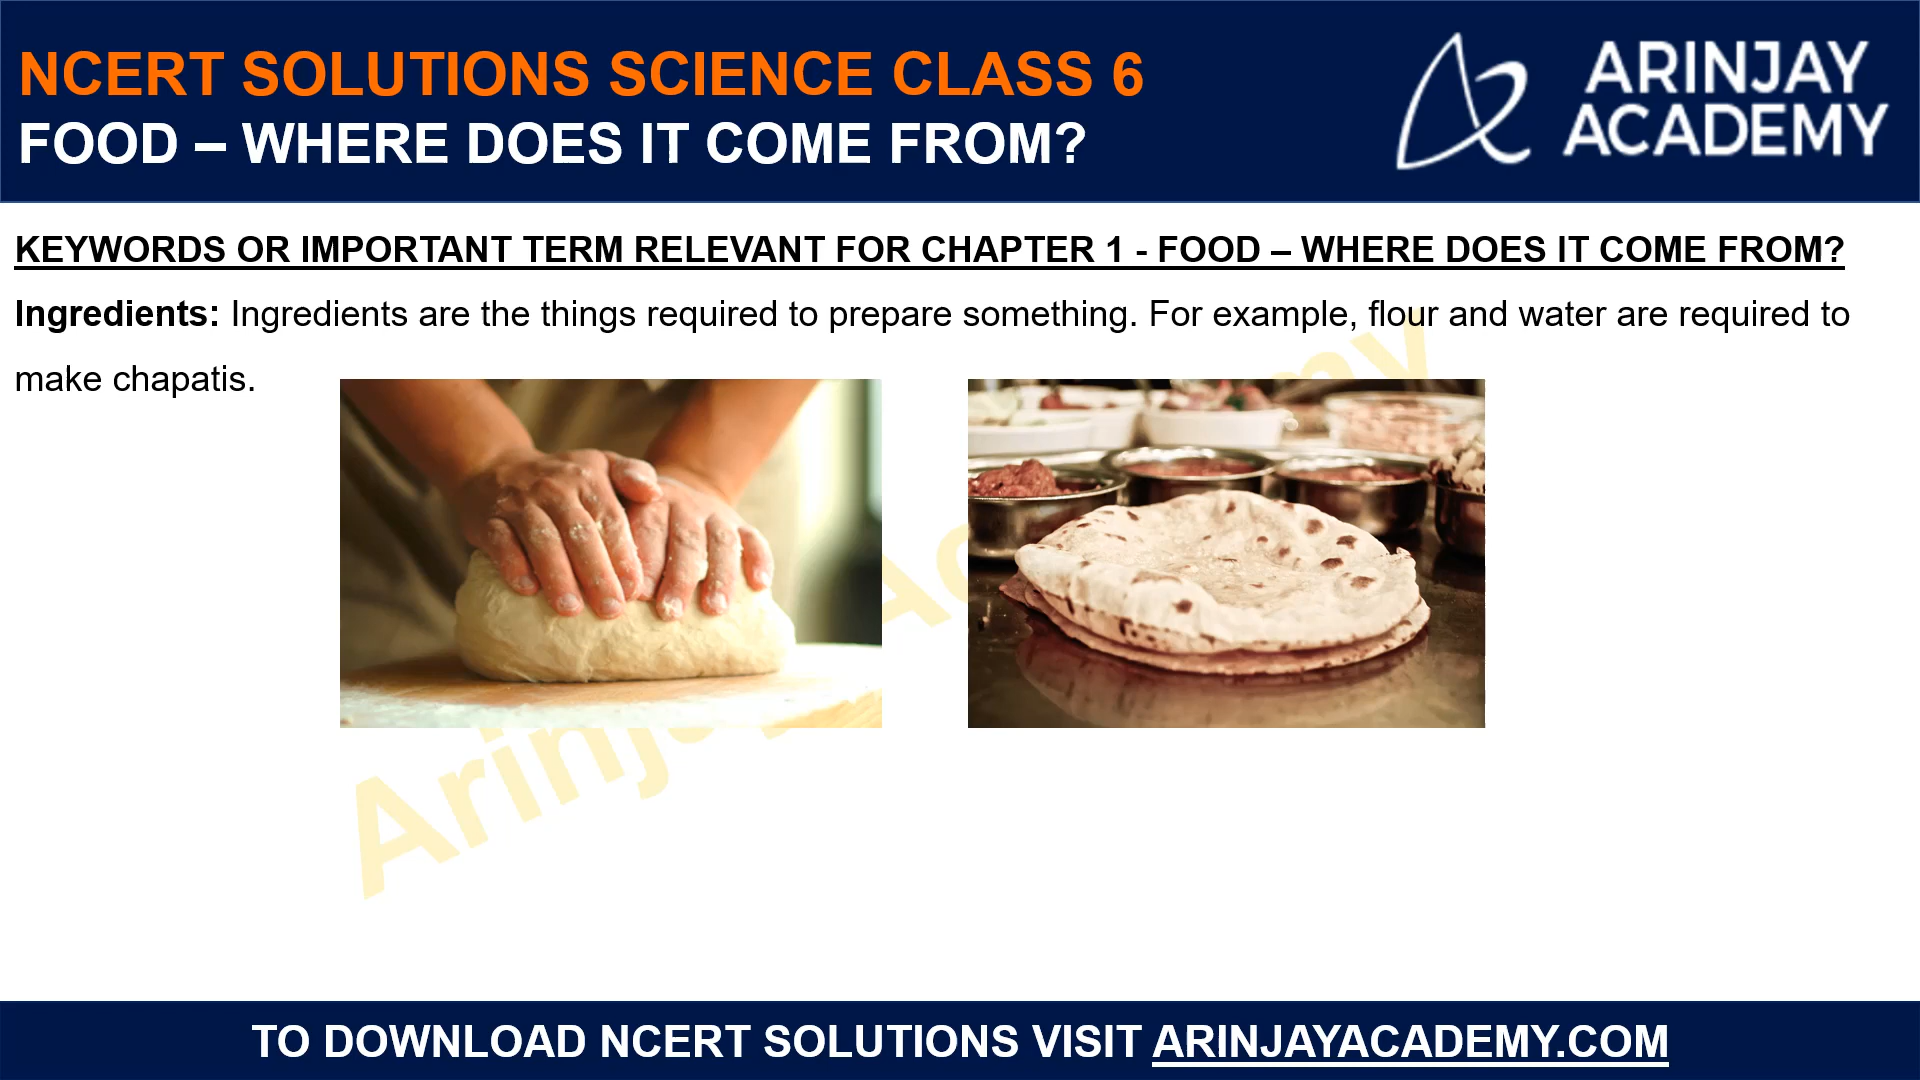 NCERT SOLUTIONS SCIENCE CLASS 6
FOOD – WHERE DOES IT COME FROM?
ARINJAY
ACADEMY
KEYWORDS OR IMPORTANT TERM RELEVANT FOR CHAPTER 1 - FOOD – WHERE DOES IT COME FROM?
Ingredients: Ingredients are the things required to prepare something. For example, flour and water are required to
make chapatis.
TO DOWNLOAD NCERT SOLUTIONS VISIT ARINJAYACADEMY.COM